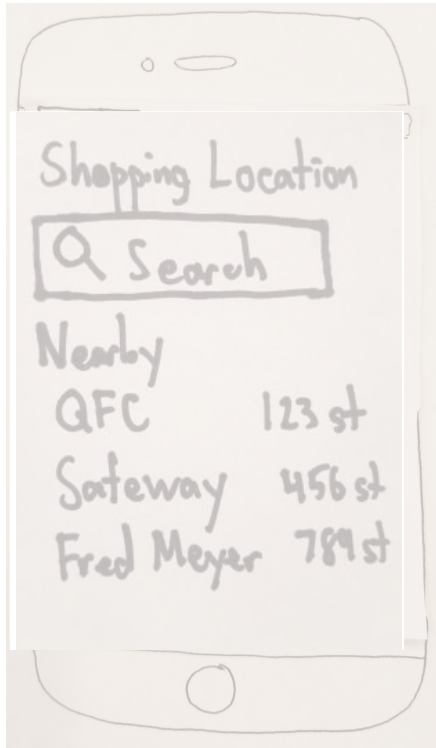 Shopping Location
Search
Nearby
QFC 123 st
Safeway 456 st
Fred Meyer 789 st